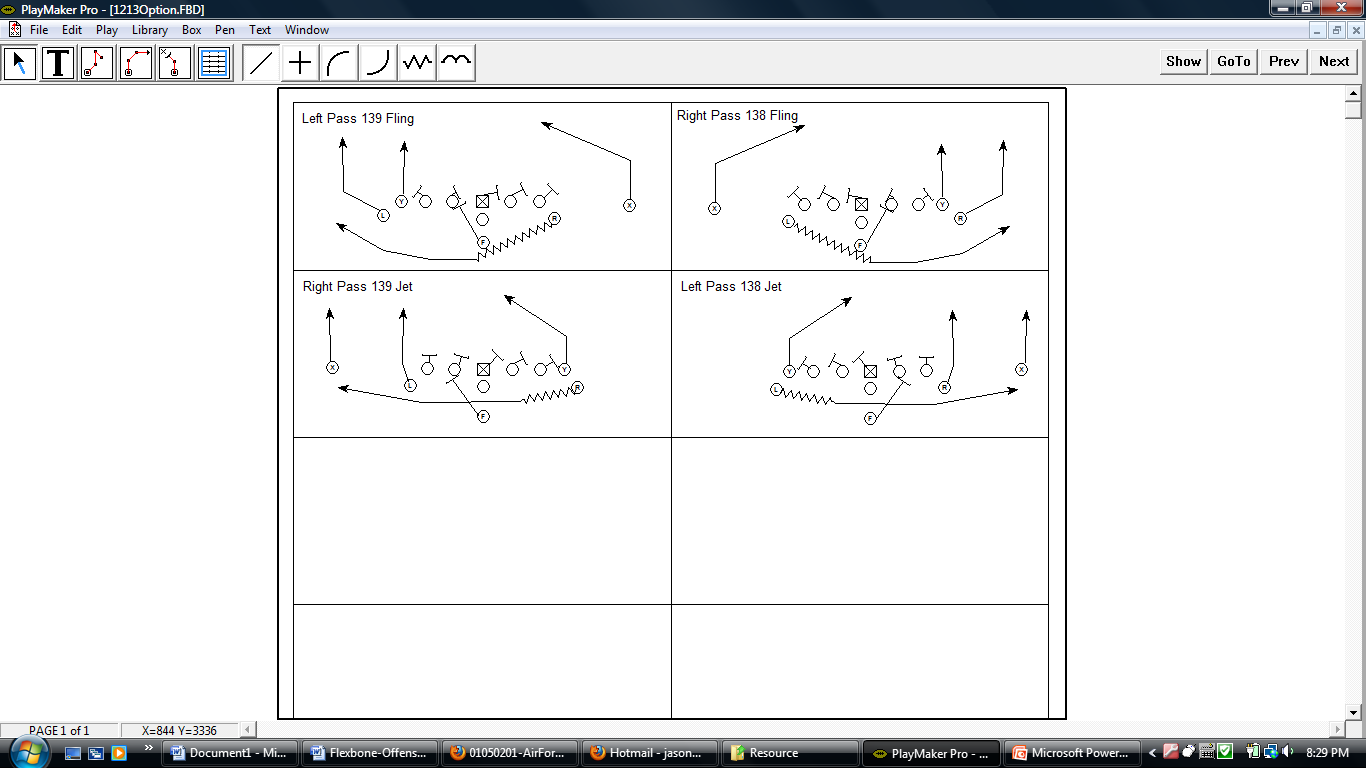 PlayMaker Pro - [1213Option.FBD]
File Edit Play Library Box Pen Text Window
T Show GoTo Prev Next
Left Pass 139 Fling
L Y F R X
Right Pass 138 Fling
X L F Y R
Right Pass 139 Jet
X L F Y R
Left Pass 138 Jet
Y L F R X
PAGE 1 of 1 X=844 Y=3336
» Document1 - Mi... Flexbone-Offens... 01050201-AirFor... Hotmail - jason... Resource PlayMaker Pro - ... Microsoft Power... 8:29 PM